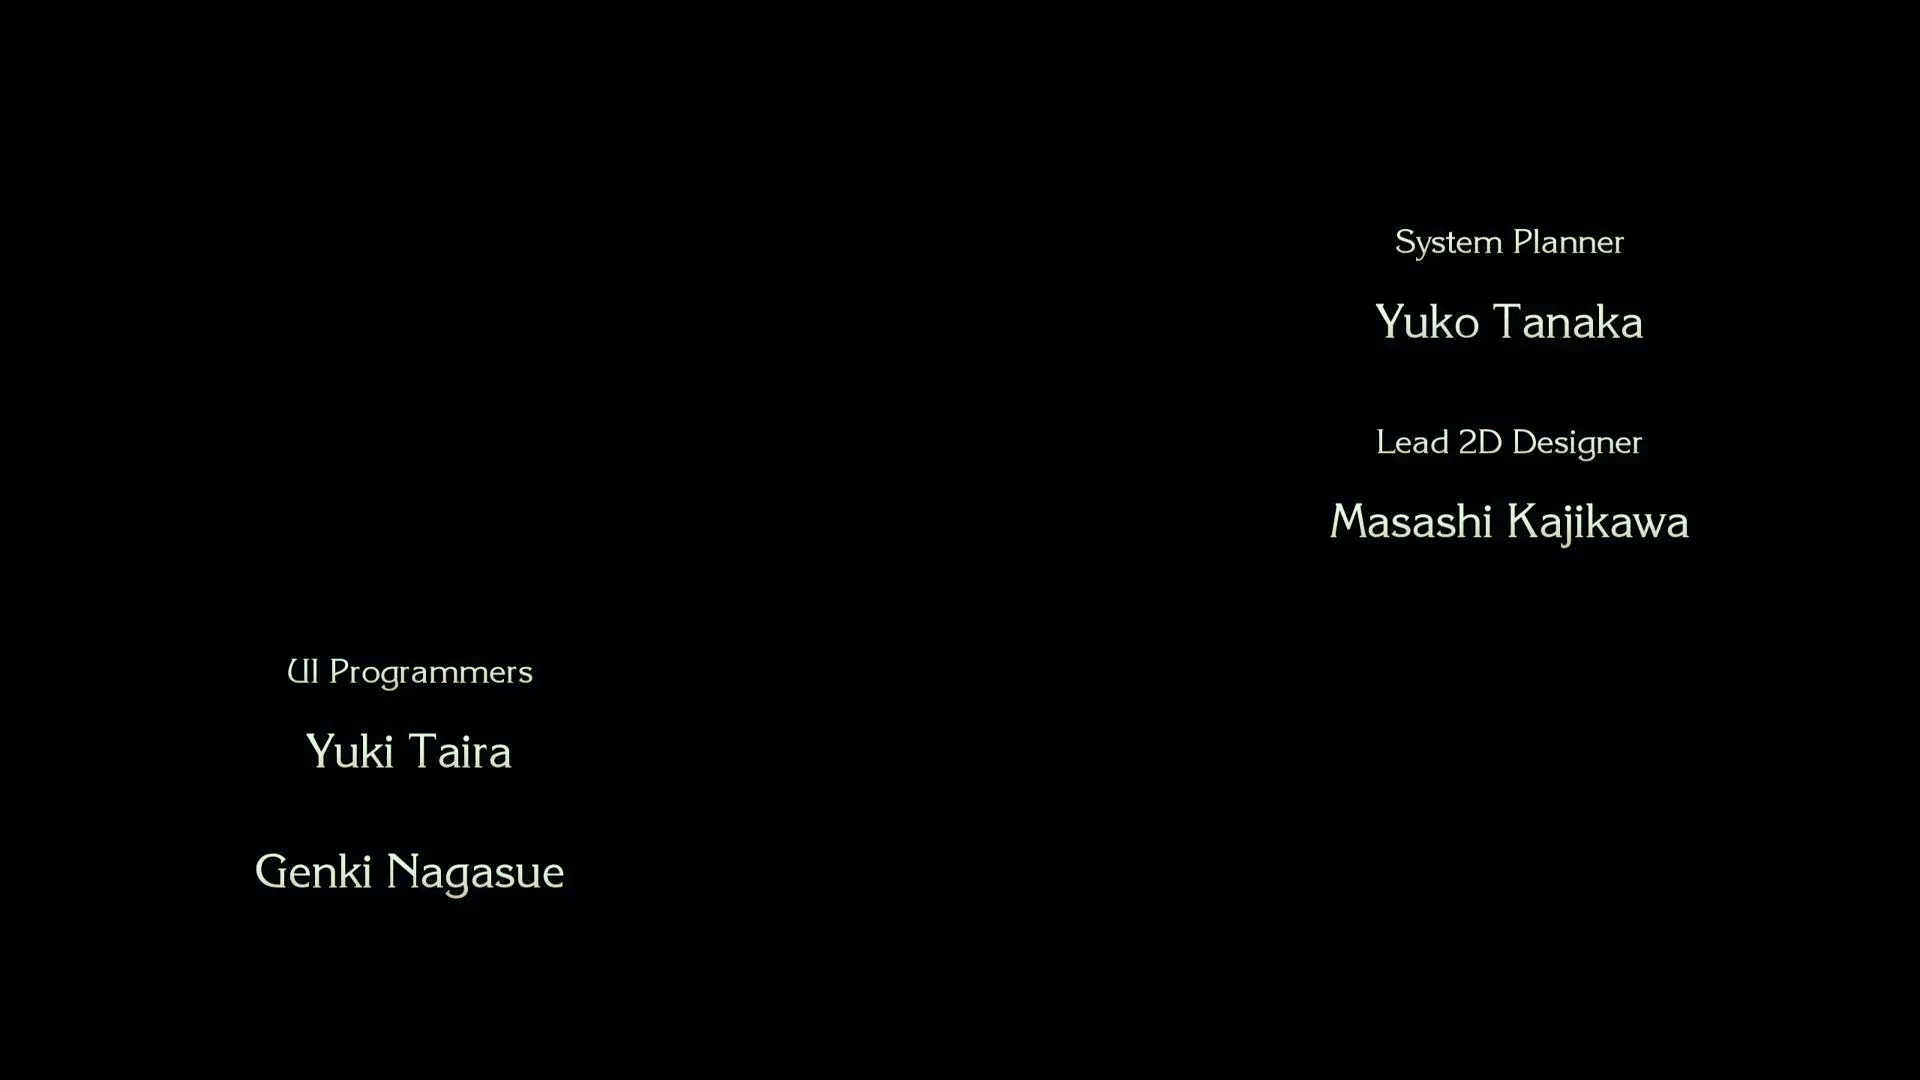 System Planner
Yuko Tanaka
Lead 2D Designer
Masashi Kajikawa
UI Programmers
Yuki Taira
Genki Nagasue